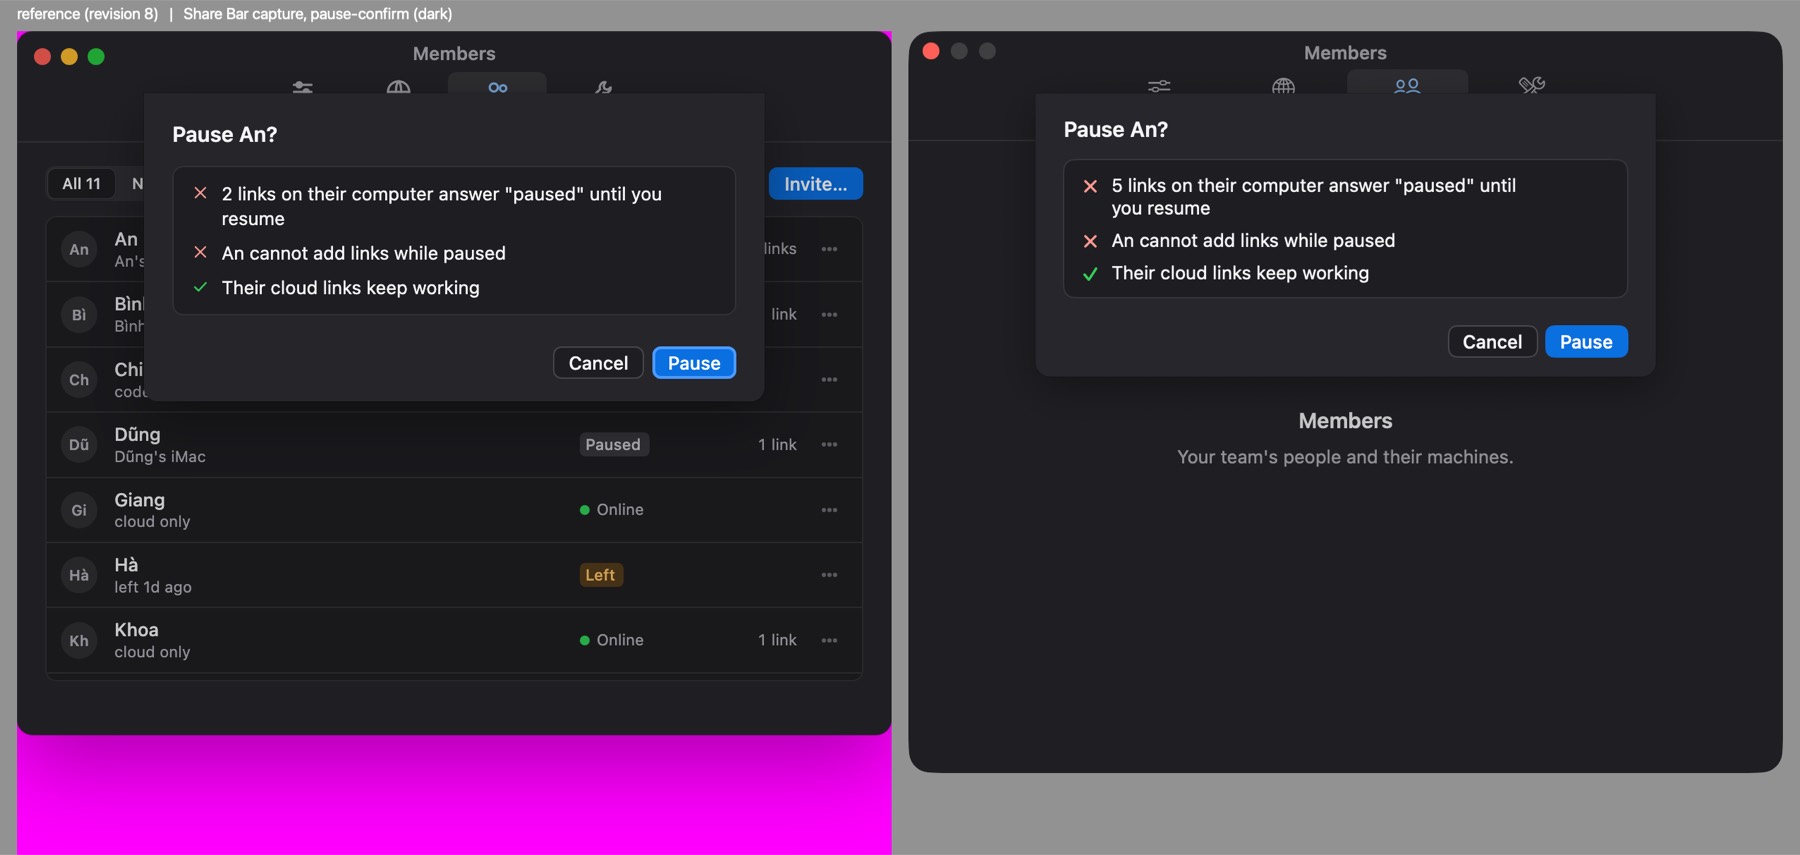 reference (revision 8) | Share Bar capture, pause-confirm (dark)
Members
Pause An?
2 links on their computer answer "paused" until you
resume
An cannot add links while paused
Their cloud links keep working
Cancel
Pause
All 11
N
Invite...
An
An
An's
links
Bì
Bình
Bình
link
Ch
Chi
code
Dũ
Dũng
Dũng's iMac
Paused
1 link
Gi
Giang
cloud only
Online
Hà
Hà
left 1d ago
Left
Kh
Khoa
cloud only
Online
1 link
Members
Pause An?
5 links on their computer answer "paused" until
you resume
An cannot add links while paused
Their cloud links keep working
Cancel
Pause
Members
Your team's people and their machines.